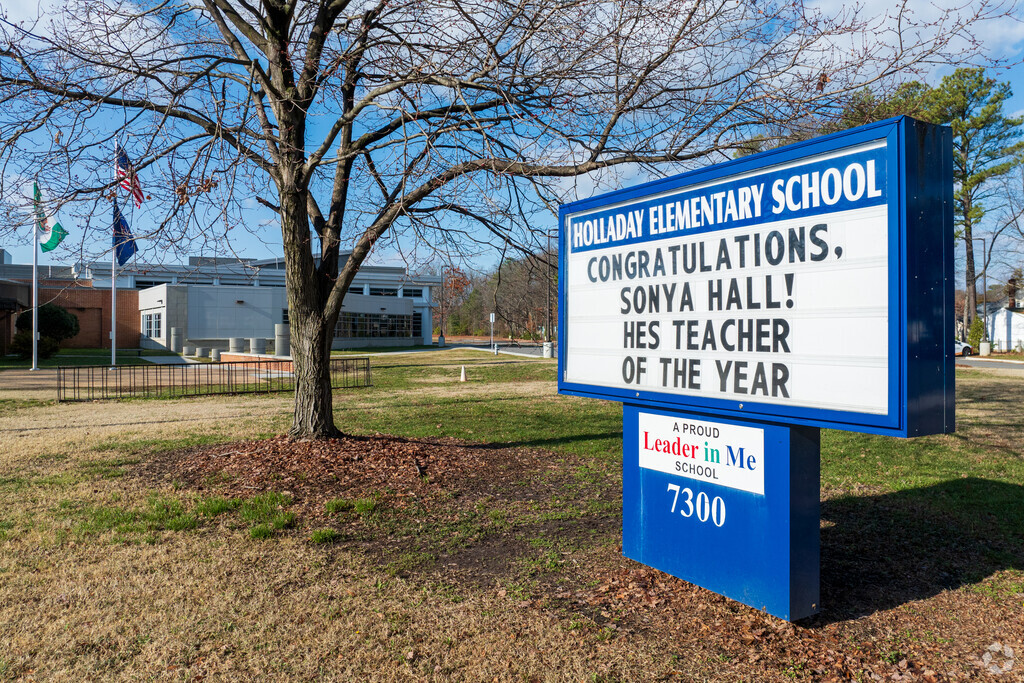 HOLLADAY ELEMENTARY SCHOOL
CONGRATULATIONS,
SONYA HALL!
HES TEACHER
OF THE YEAR
A PROUD
Leader in Me
SCHOOL
7300